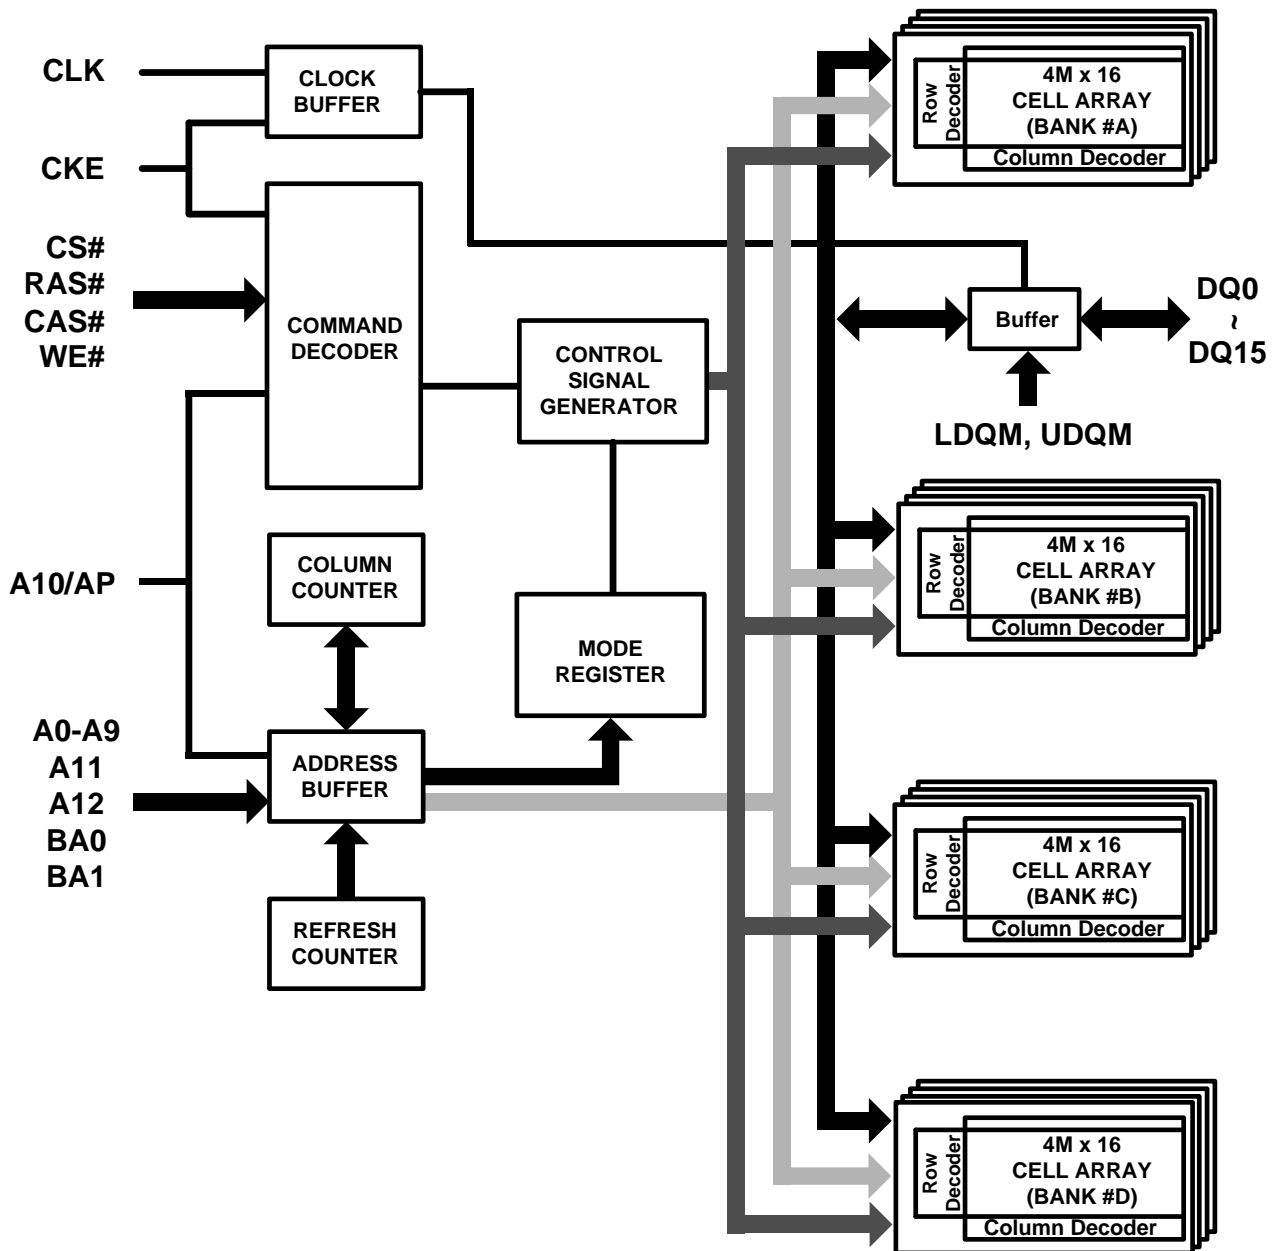 CLK
CKE
CS#
RAS#
CAS#
WE#
A10/AP
A0-A9
A11
A12
BA0
BA1
CLOCK
BUFFER
COMMAND
DECODER
COLUMN
COUNTER
ADDRESS
BUFFER
REFRESH
COUNTER
CONTROL
SIGNAL
GENERATOR
MODE
REGISTER
Row
Decoder
4M x 16
CELL ARRAY
(BANK #A)
Column Decoder
Buffer
DQ0
~
DQ15
LDQM, UDQM
Row
Decoder
4M x 16
CELL ARRAY
(BANK #B)
Column Decoder
Row
Decoder
4M x 16
CELL ARRAY
(BANK #C)
Column Decoder
Row
Decoder
4M x 16
CELL ARRAY
(BANK #D)
Column Decoder